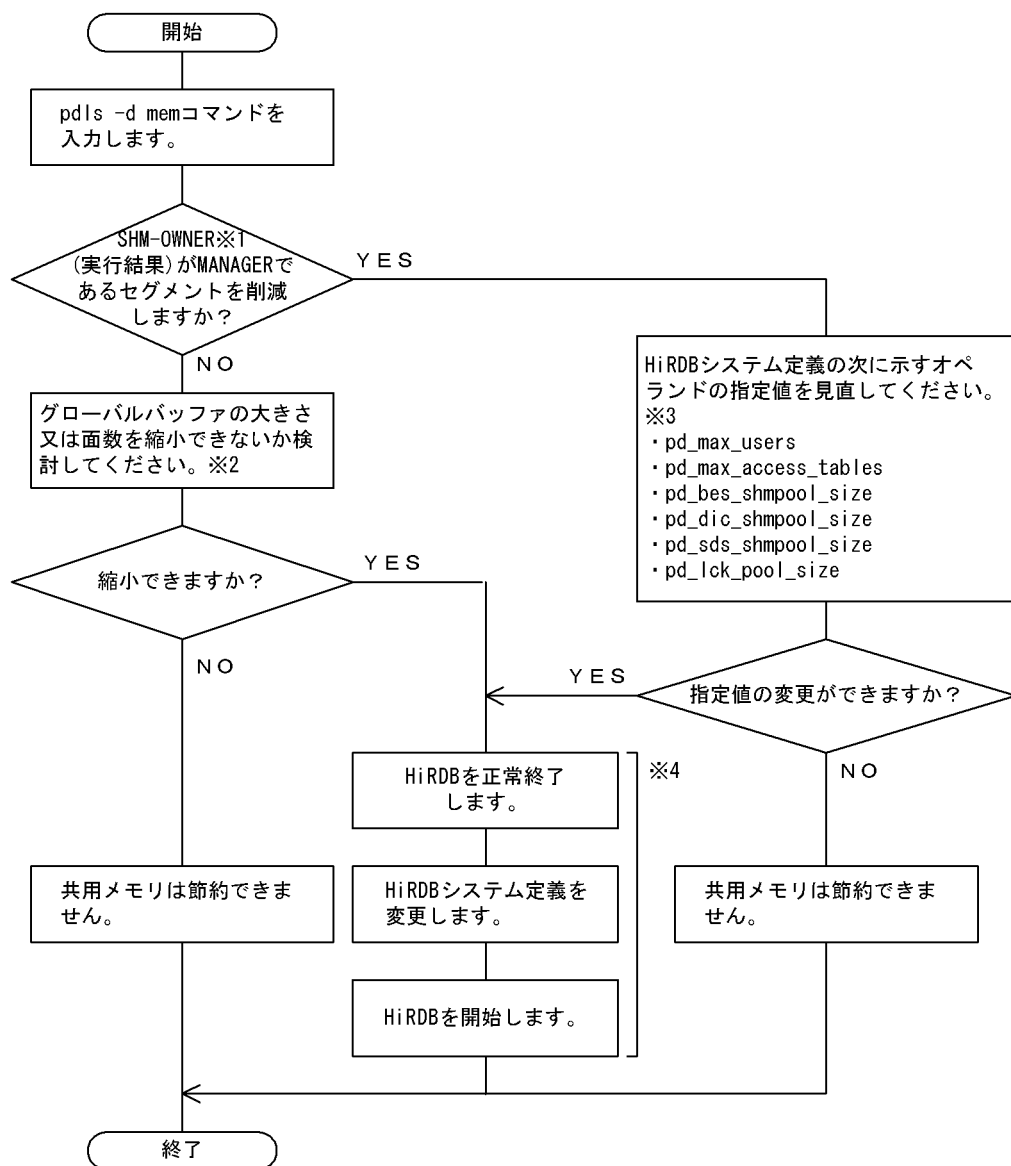 開始
pdls -d memコマンドを
入力します。
SHM-OWNER※1
(実行結果)がMANAGERで
あるセグメントを削減
しますか？
YES
NO
HiRDBシステム定義の次に示すオペ
ランドの指定値を見直してください。
※3
・pd_max_users
・pd_max_access_tables
・pd_bes_shmpool_size
・pd_dic_shmpool_size
・pd_sds_shmpool_size
・pd_lck_pool_size
グローバルバッファの大きさ
又は面数を縮小できないか検
討してください。※2
縮小できますか？
YES
NO
指定値の変更ができますか？
YES
NO
HiRDBを正常終了
します。
※4
HiRDBシステム定義を
変更します。
HiRDBを開始します。
共用メモリは節約できま
せん。
共用メモリは節約できま
せん。
終了